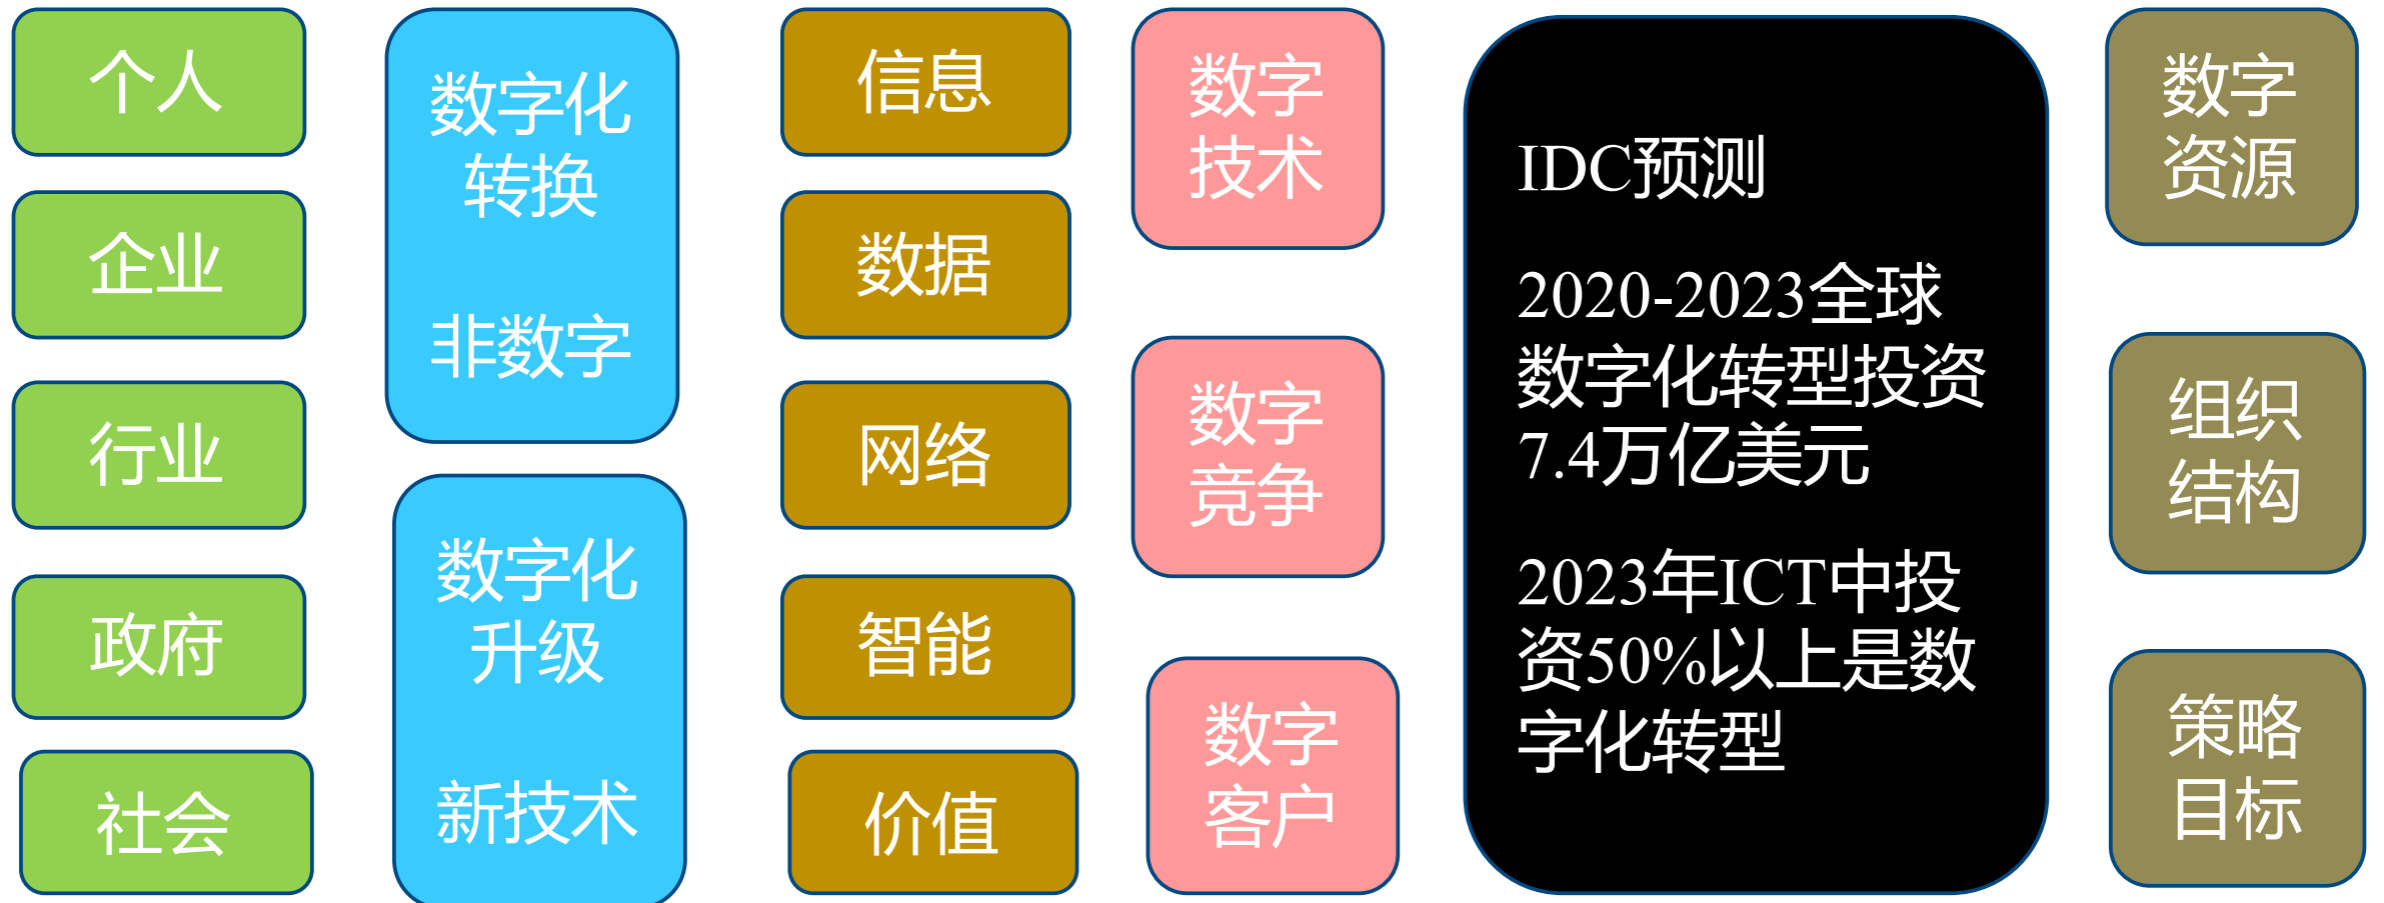 个人
企业
行业
政府
社会
数字化
转换
非数字
数字化
升级
新技术
信息
数据
网络
智能
价值
数字
技术
数字
竞争
数字
客户
IDC预测
2020-2023全球
数字化转型投资
7.4万亿美元
2023年ICT中投
资50%以上是数
字化转型
数字
资源
组织
结构
策略
目标